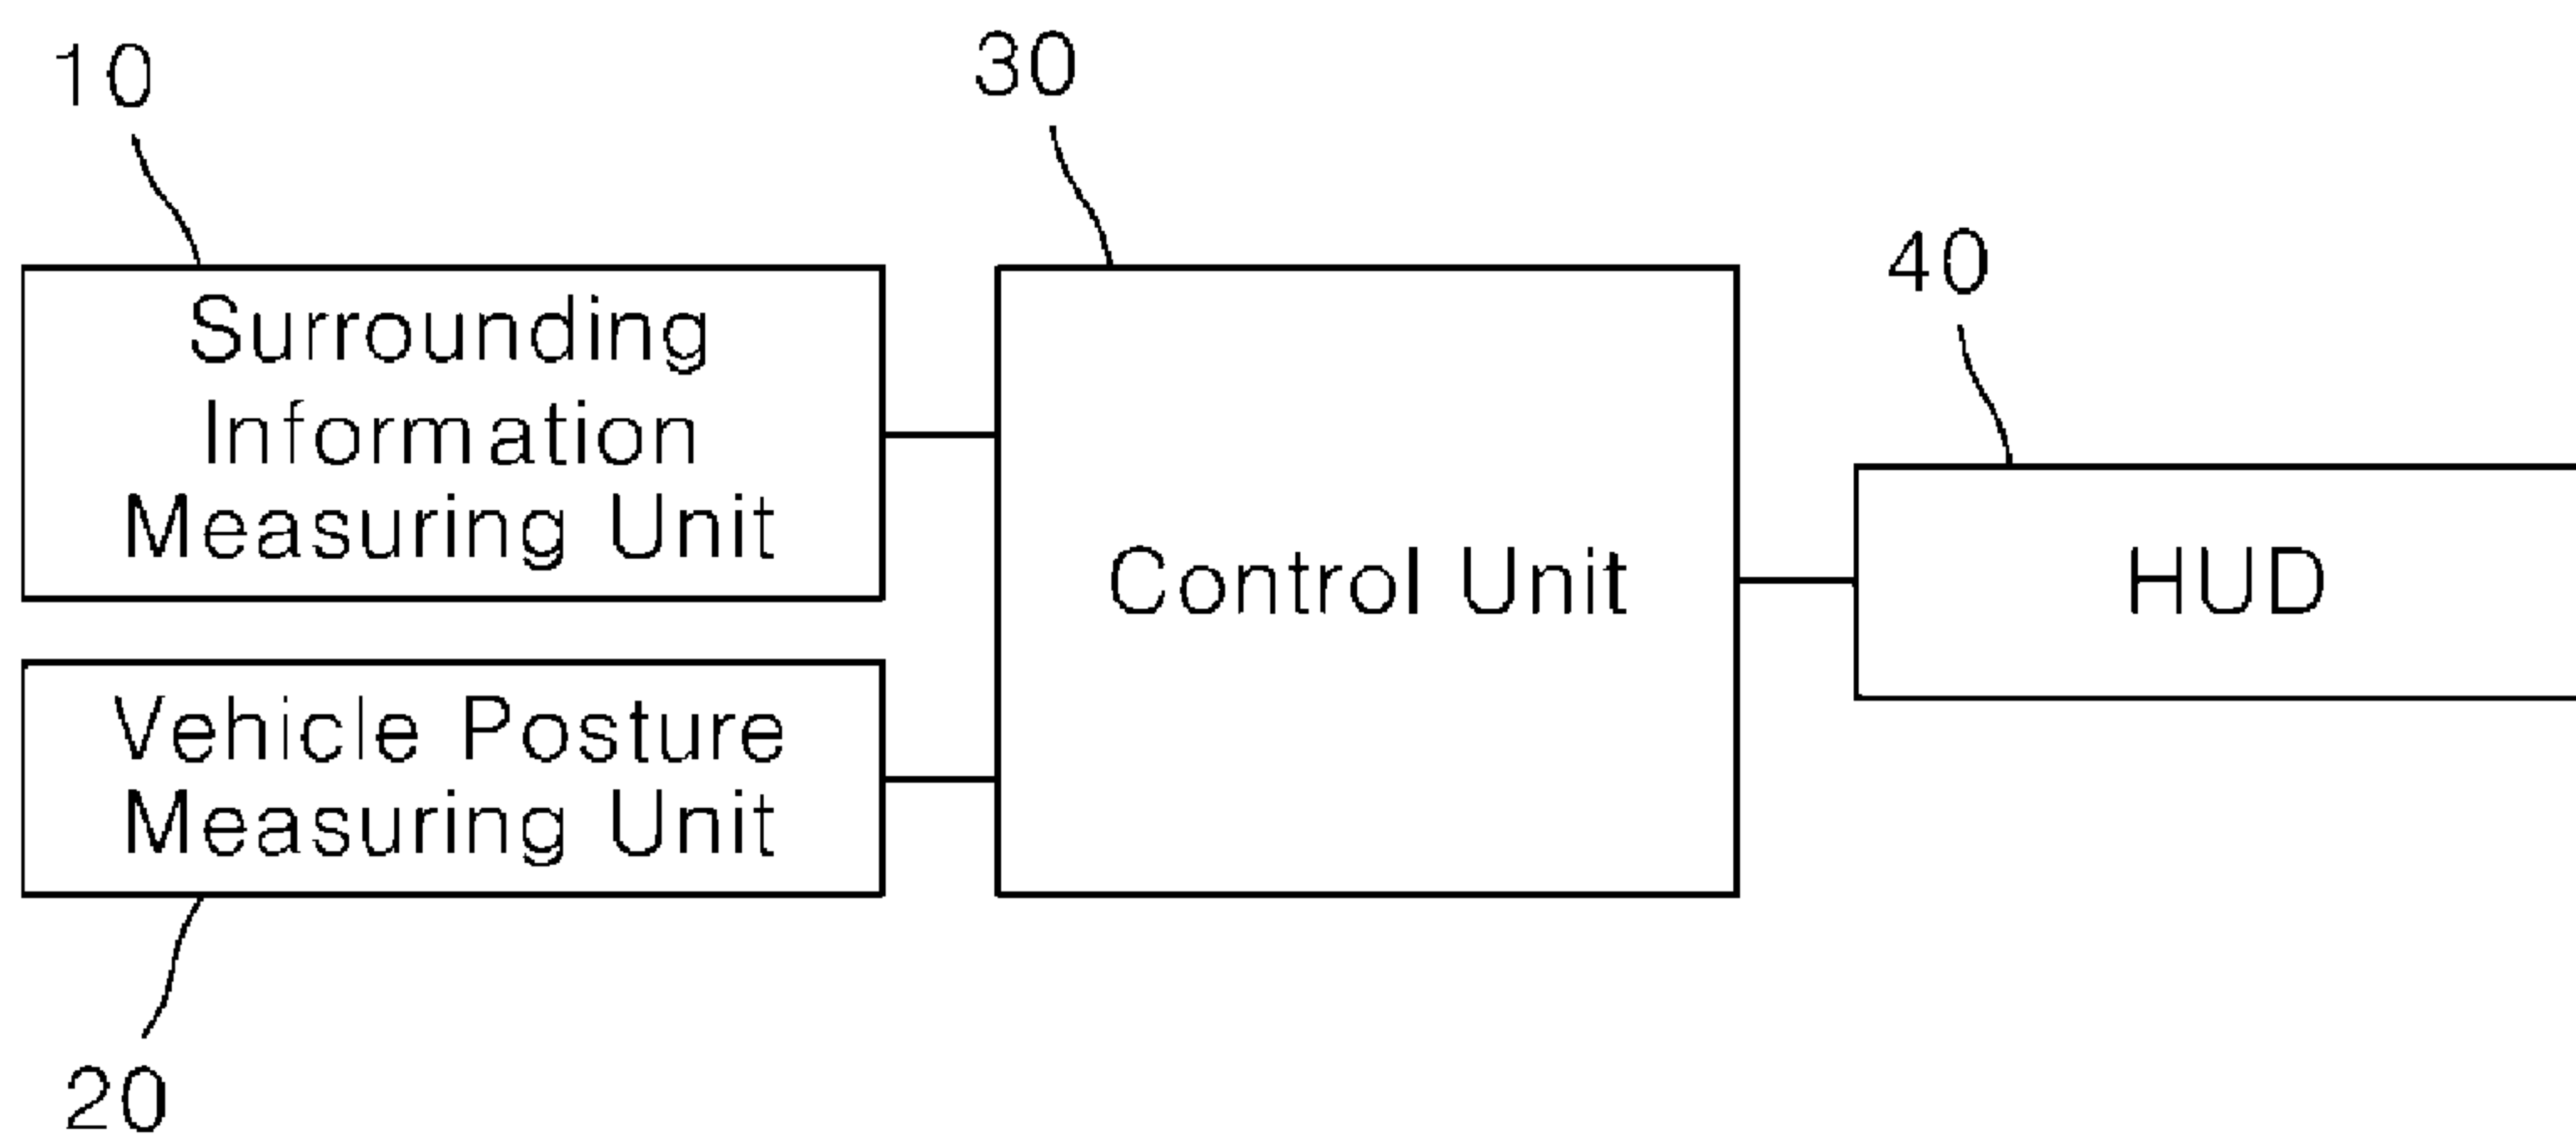 10
30
40
Surrounding
Information
Measuring Unit
Control Unit
HUD
Vehicle Posture
Measuring Unit
20